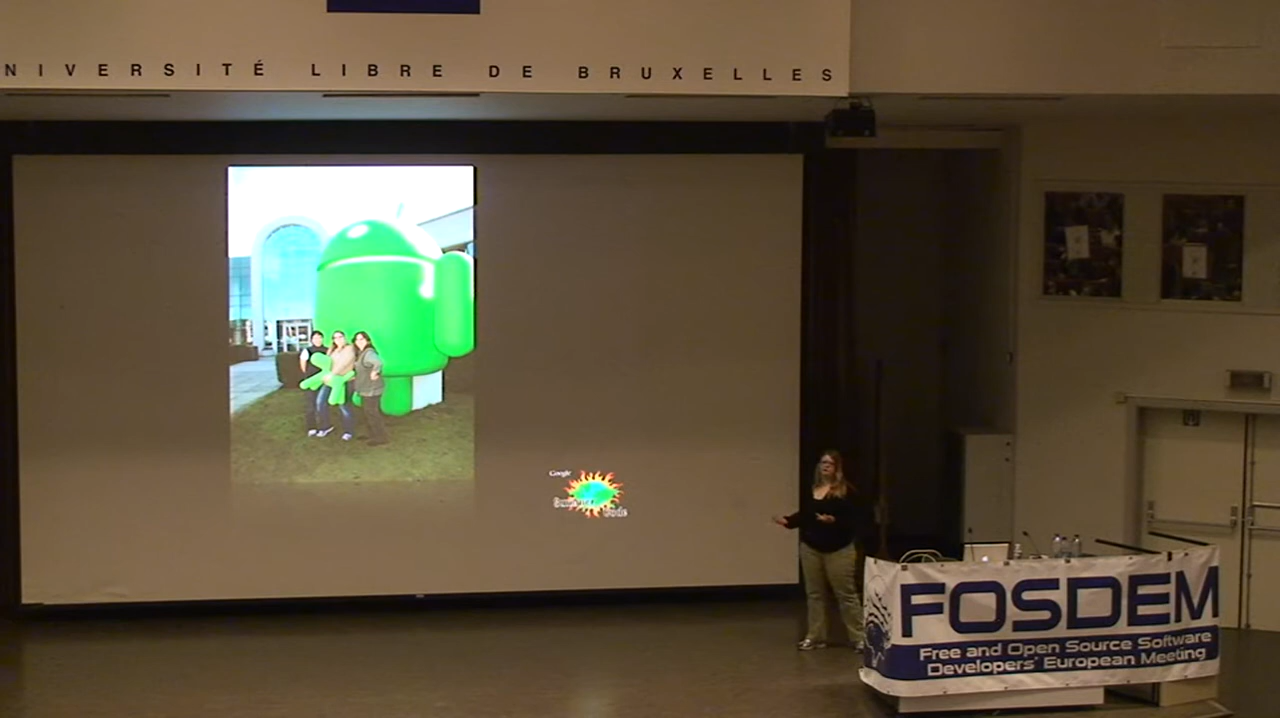 NIVERSITÉ LIBRE DE BRUXELLES
Google
FOSDEM
Free and Open Source Software
Developers' European Meeting